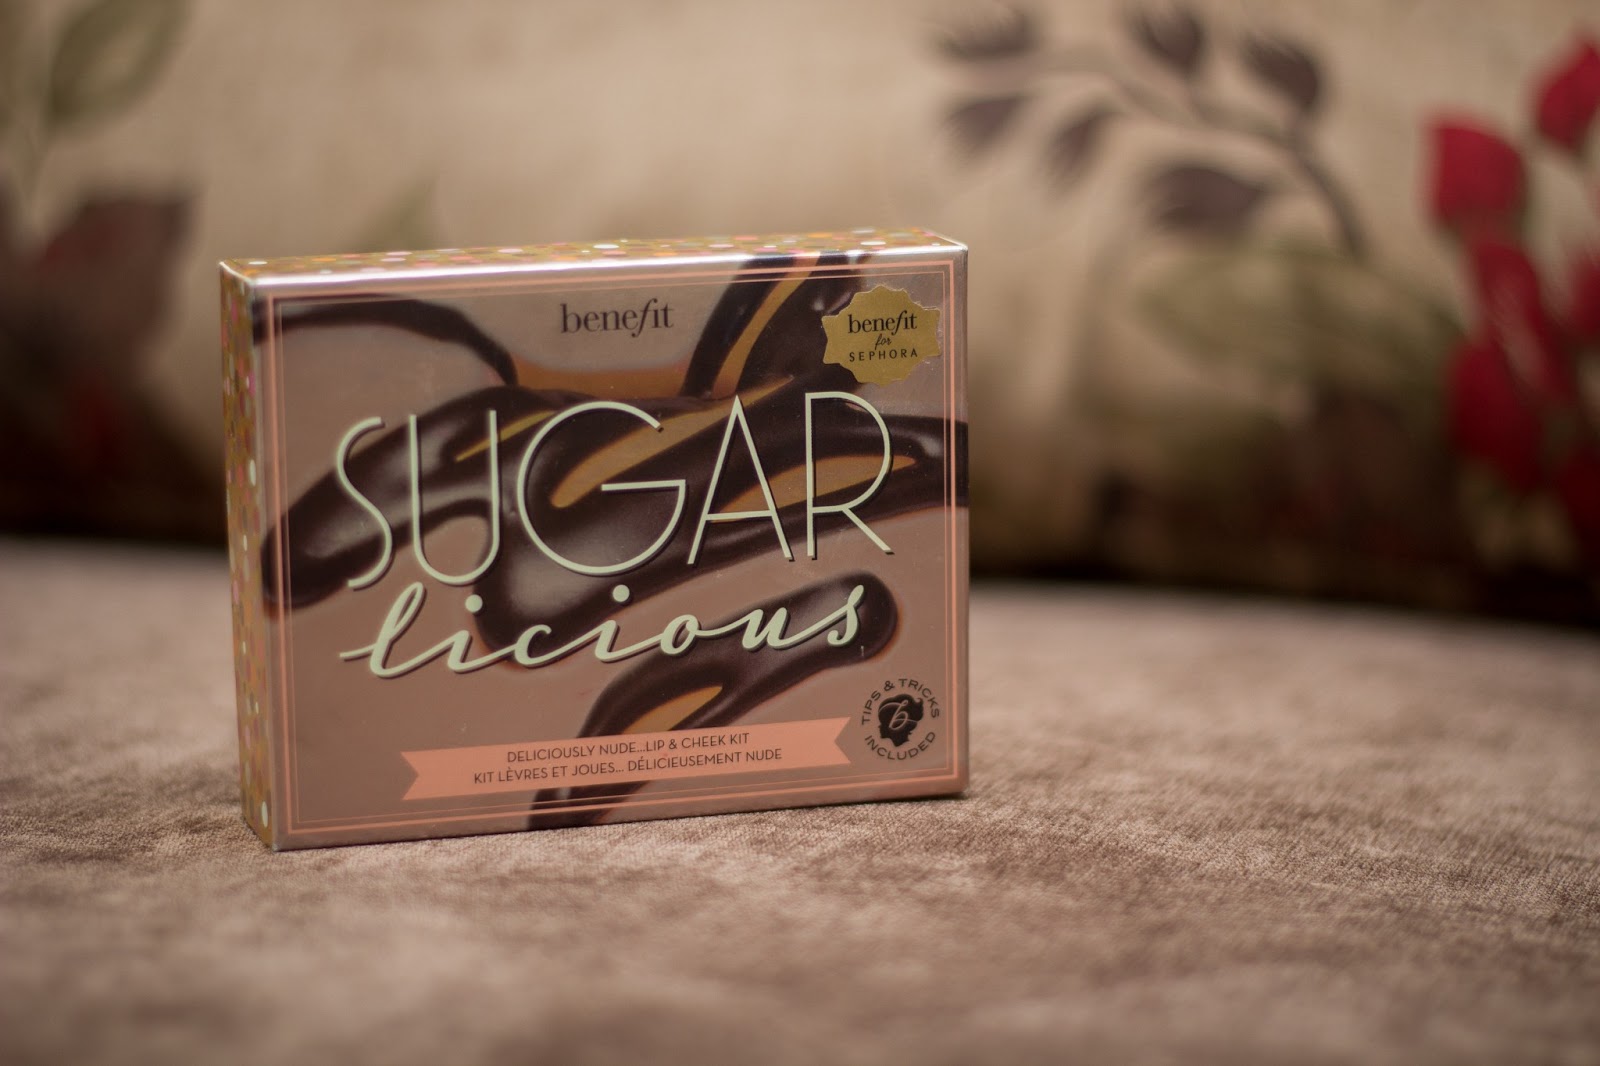 benefit
benefit
for
SEPHORA
SUGAR
licious
DELICIOUSLY NUDE...LIP & CHEEK KIT
KIT LÈVRES ET JOUES... DÉLICIEUSEMENT NUDE
TIPS & TRICKS
b
INCLUDED